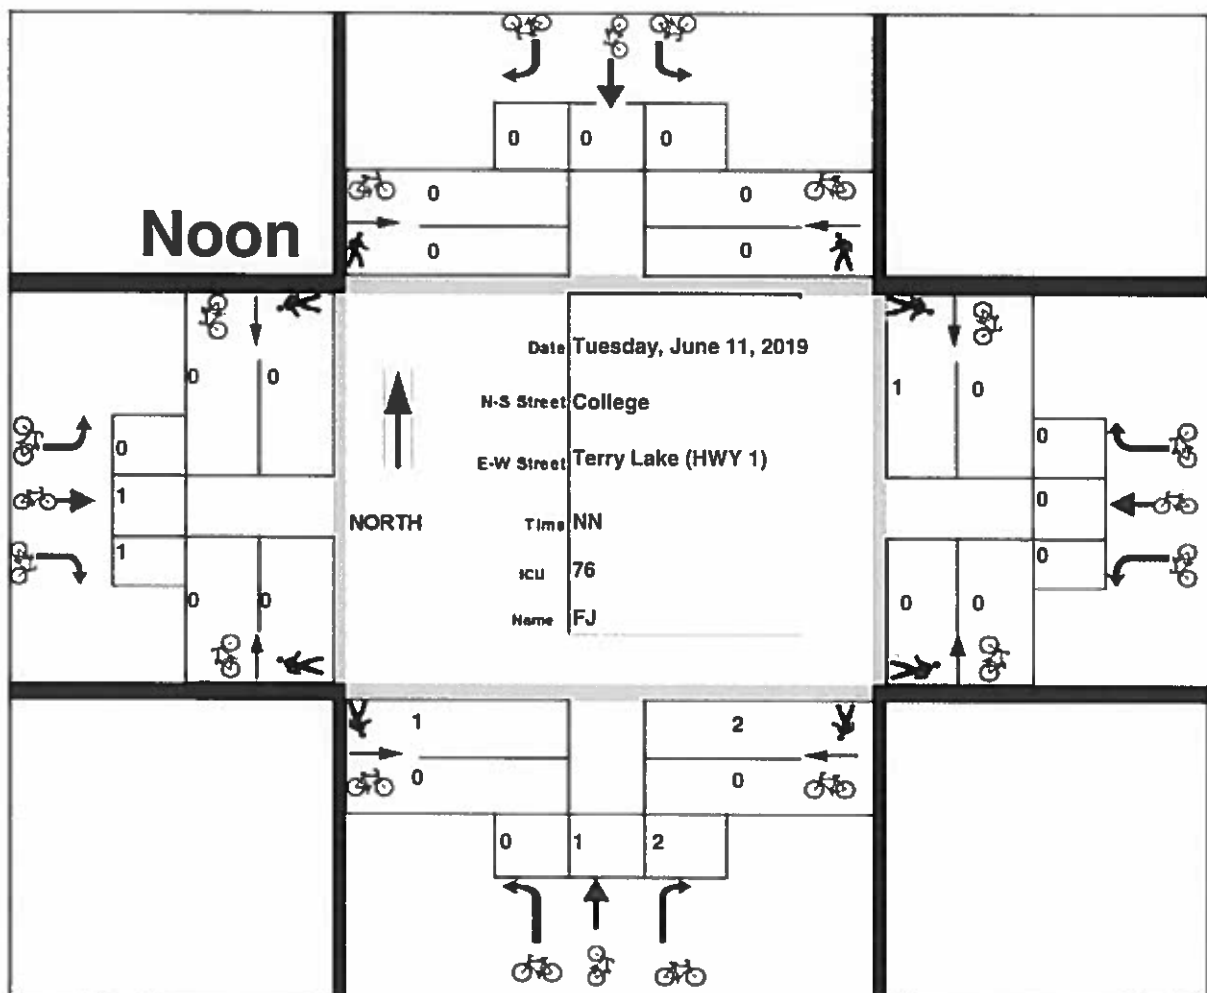 0 0 0
0 0
Noon
0 0
Date Tuesday, June 11, 2019
0 0 1 0
N-S Street College
0 0
E-W Street Terry Lake (HWY 1)
1 0
NORTH Time NN
1 0
ICU 76
0 0 0 0
Name FJ
1 2
0 0
0 1 2